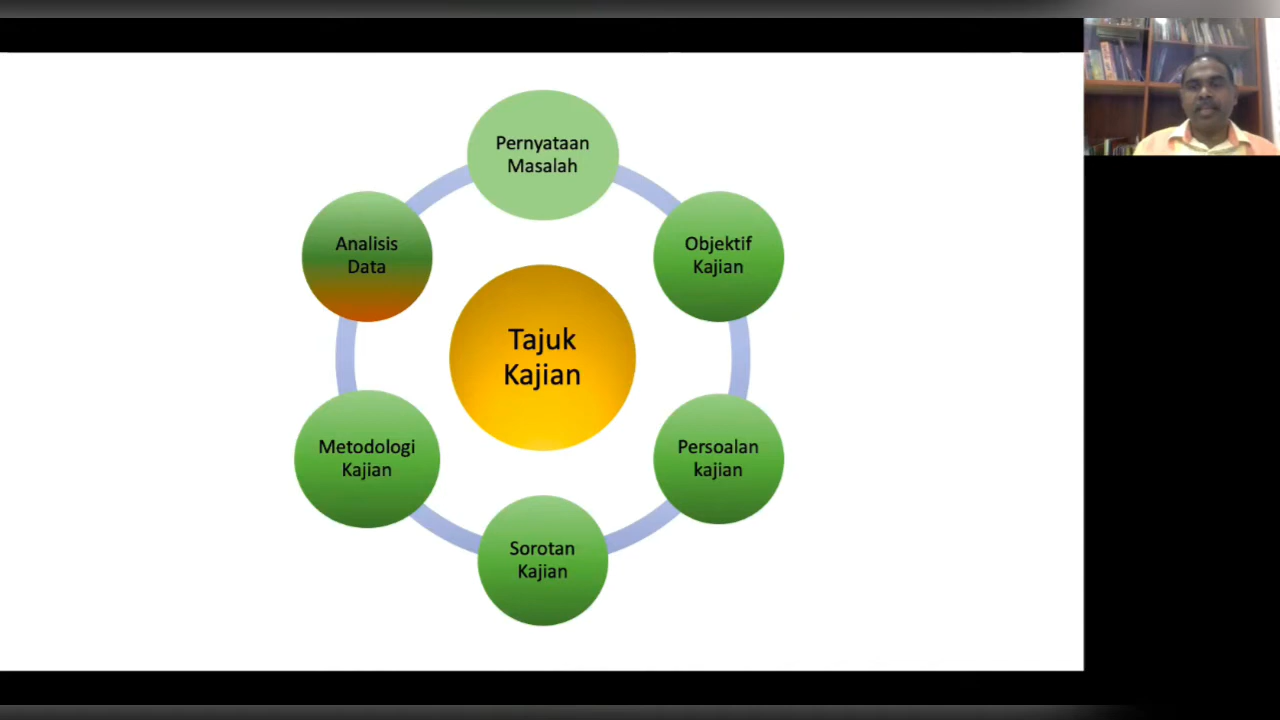 Pernyataan
Masalah
Objektif
Kajian
Persoalan
kajian
Sorotan
Kajian
Metodologi
Kajian
Analisis
Data
Tajuk
Kajian